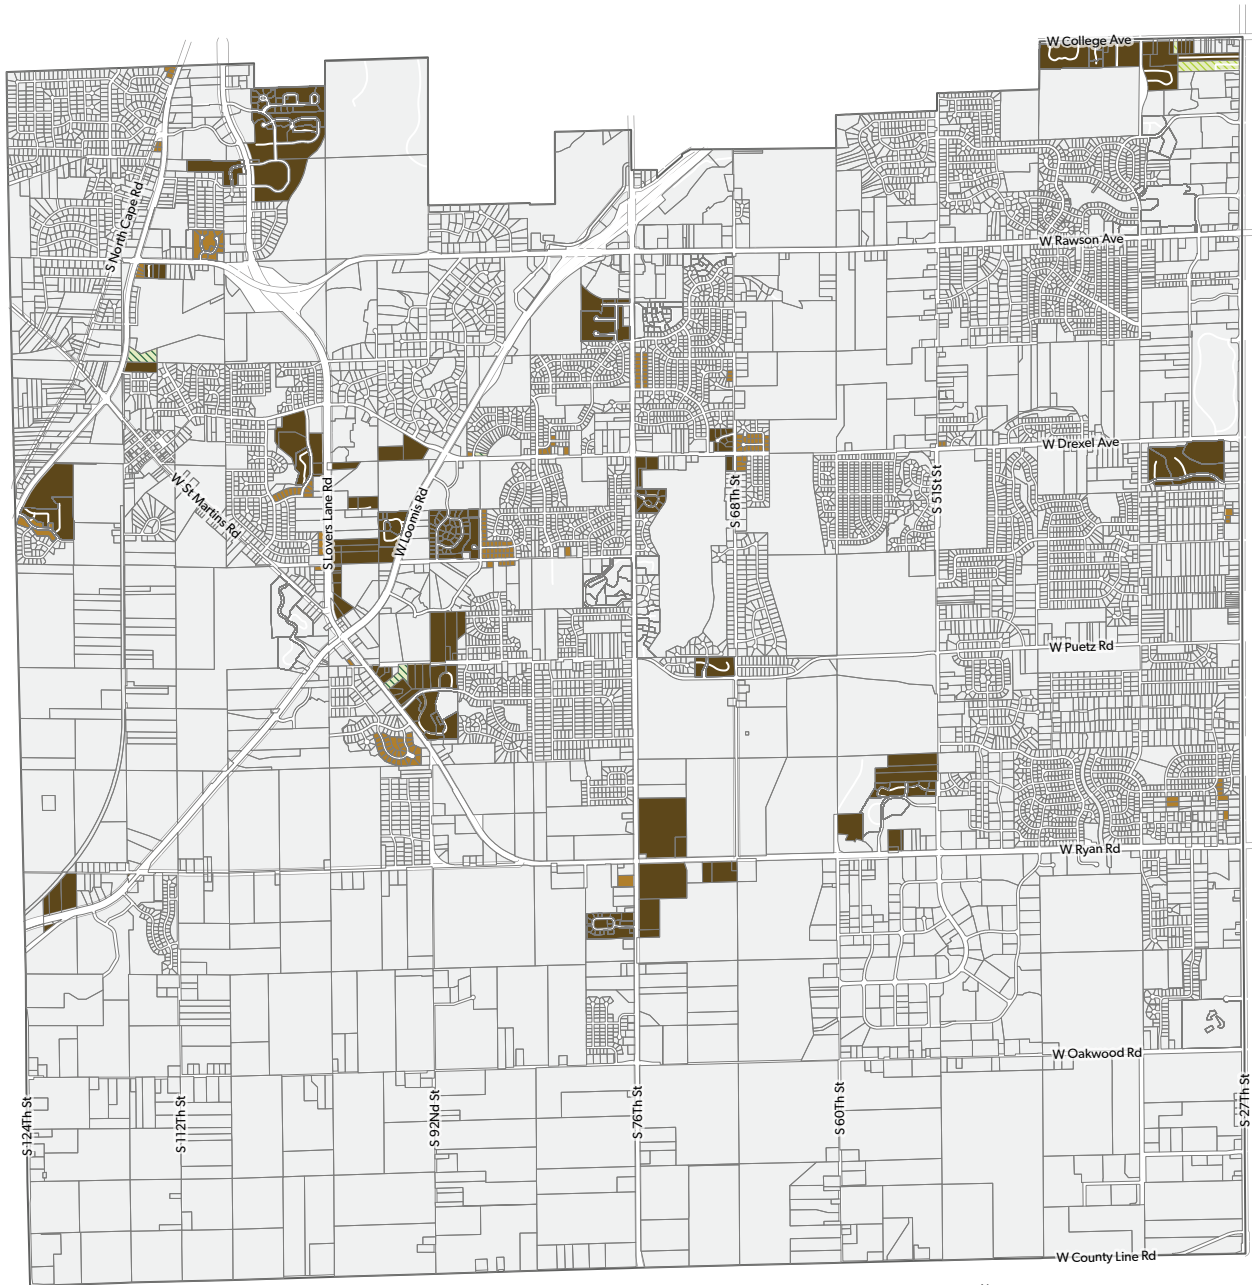 W College Ave
S North Cape Rd
W Rawson Ave
W Drexel Ave
W St Martins Rd
S Lovers Lane Rd
W Loomis Rd
S 68Th St
S 51St St
W Puetz Rd
W Ryan Rd
W Oakwood Rd
S 124Th St
S 112Th St
S 92Nd St
S 76Th St
S 60Th St
S 27Th St
W County Line Rd